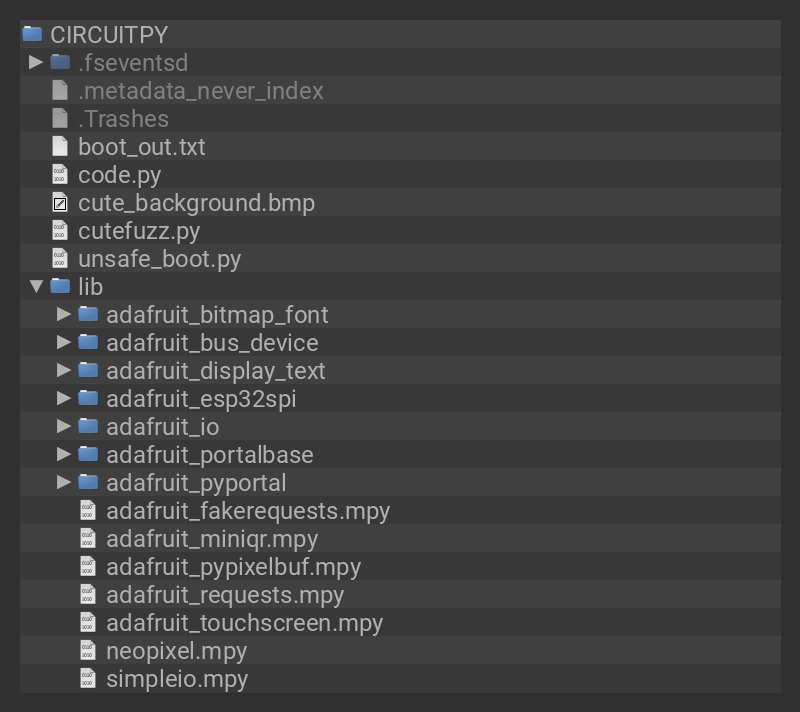 CIRCUITPY
.fseventsd
.metadata_never_index
.Trashes
boot_out.txt
code.py
cute_background.bmp
cutefuzz.py
unsafe_boot.py
lib
adafruit_bitmap_font
adafruit_bus_device
adafruit_display_text
adafruit_esp32spi
adafruit_io
adafruit_portalbase
adafruit_pyportal
adafruit_fakerequests.mpy
adafruit_miniqr.mpy
adafruit_pypixelbuf.mpy
adafruit_requests.mpy
adafruit_touchscreen.mpy
neopixel.mpy
simpleio.mpy